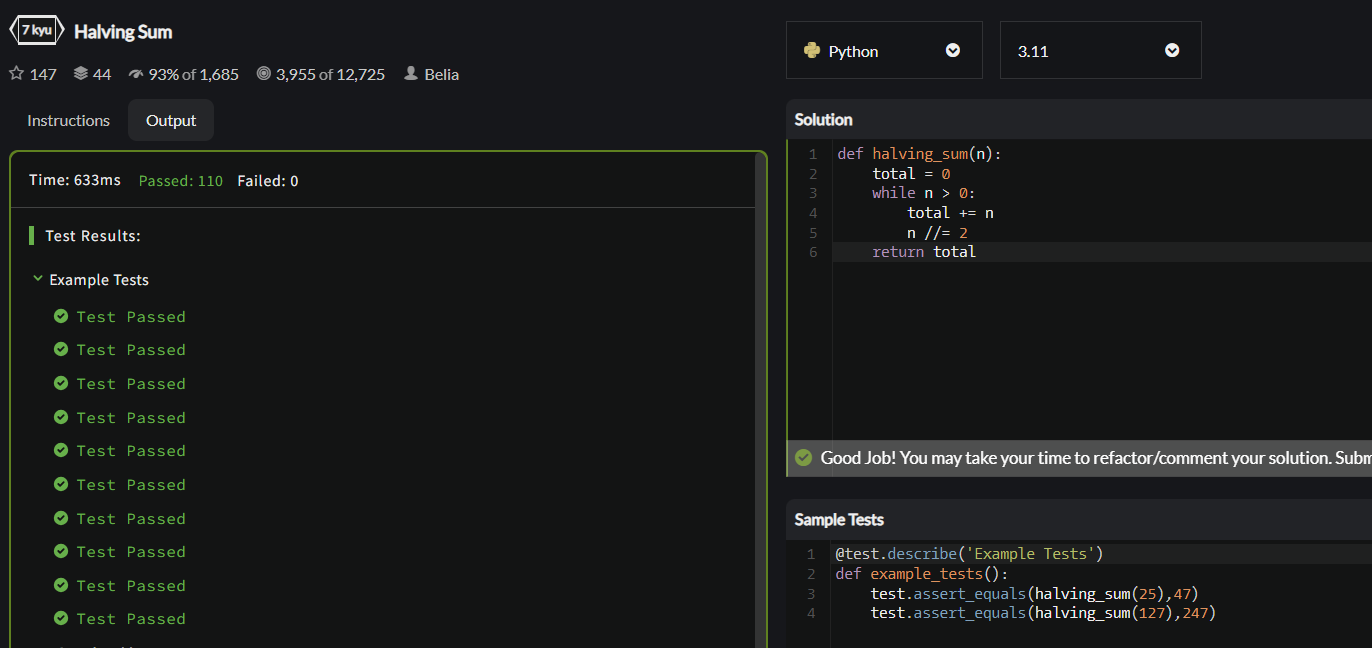 7 kyu Halving Sum
147 44 93% of 1,685 3,955 of 12,725 Belia
Instructions Output
Time: 633ms Passed: 110 Failed: 0
Test Results:
Example Tests
Test Passed
Test Passed
Test Passed
Test Passed
Test Passed
Test Passed
Test Passed
Test Passed
Test Passed
Test Passed
Python 3.11
Solution
1 def halving_sum(n):
2 total = 0
3 while n > 0:
4 total += n
5 n //= 2
6 return total
Good Job! You may take your time to refactor/comment your solution. Subm
Sample Tests
1 @test.describe('Example Tests')
2 def example_tests():
3 test.assert_equals(halving_sum(25),47)
4 test.assert_equals(halving_sum(127),247)